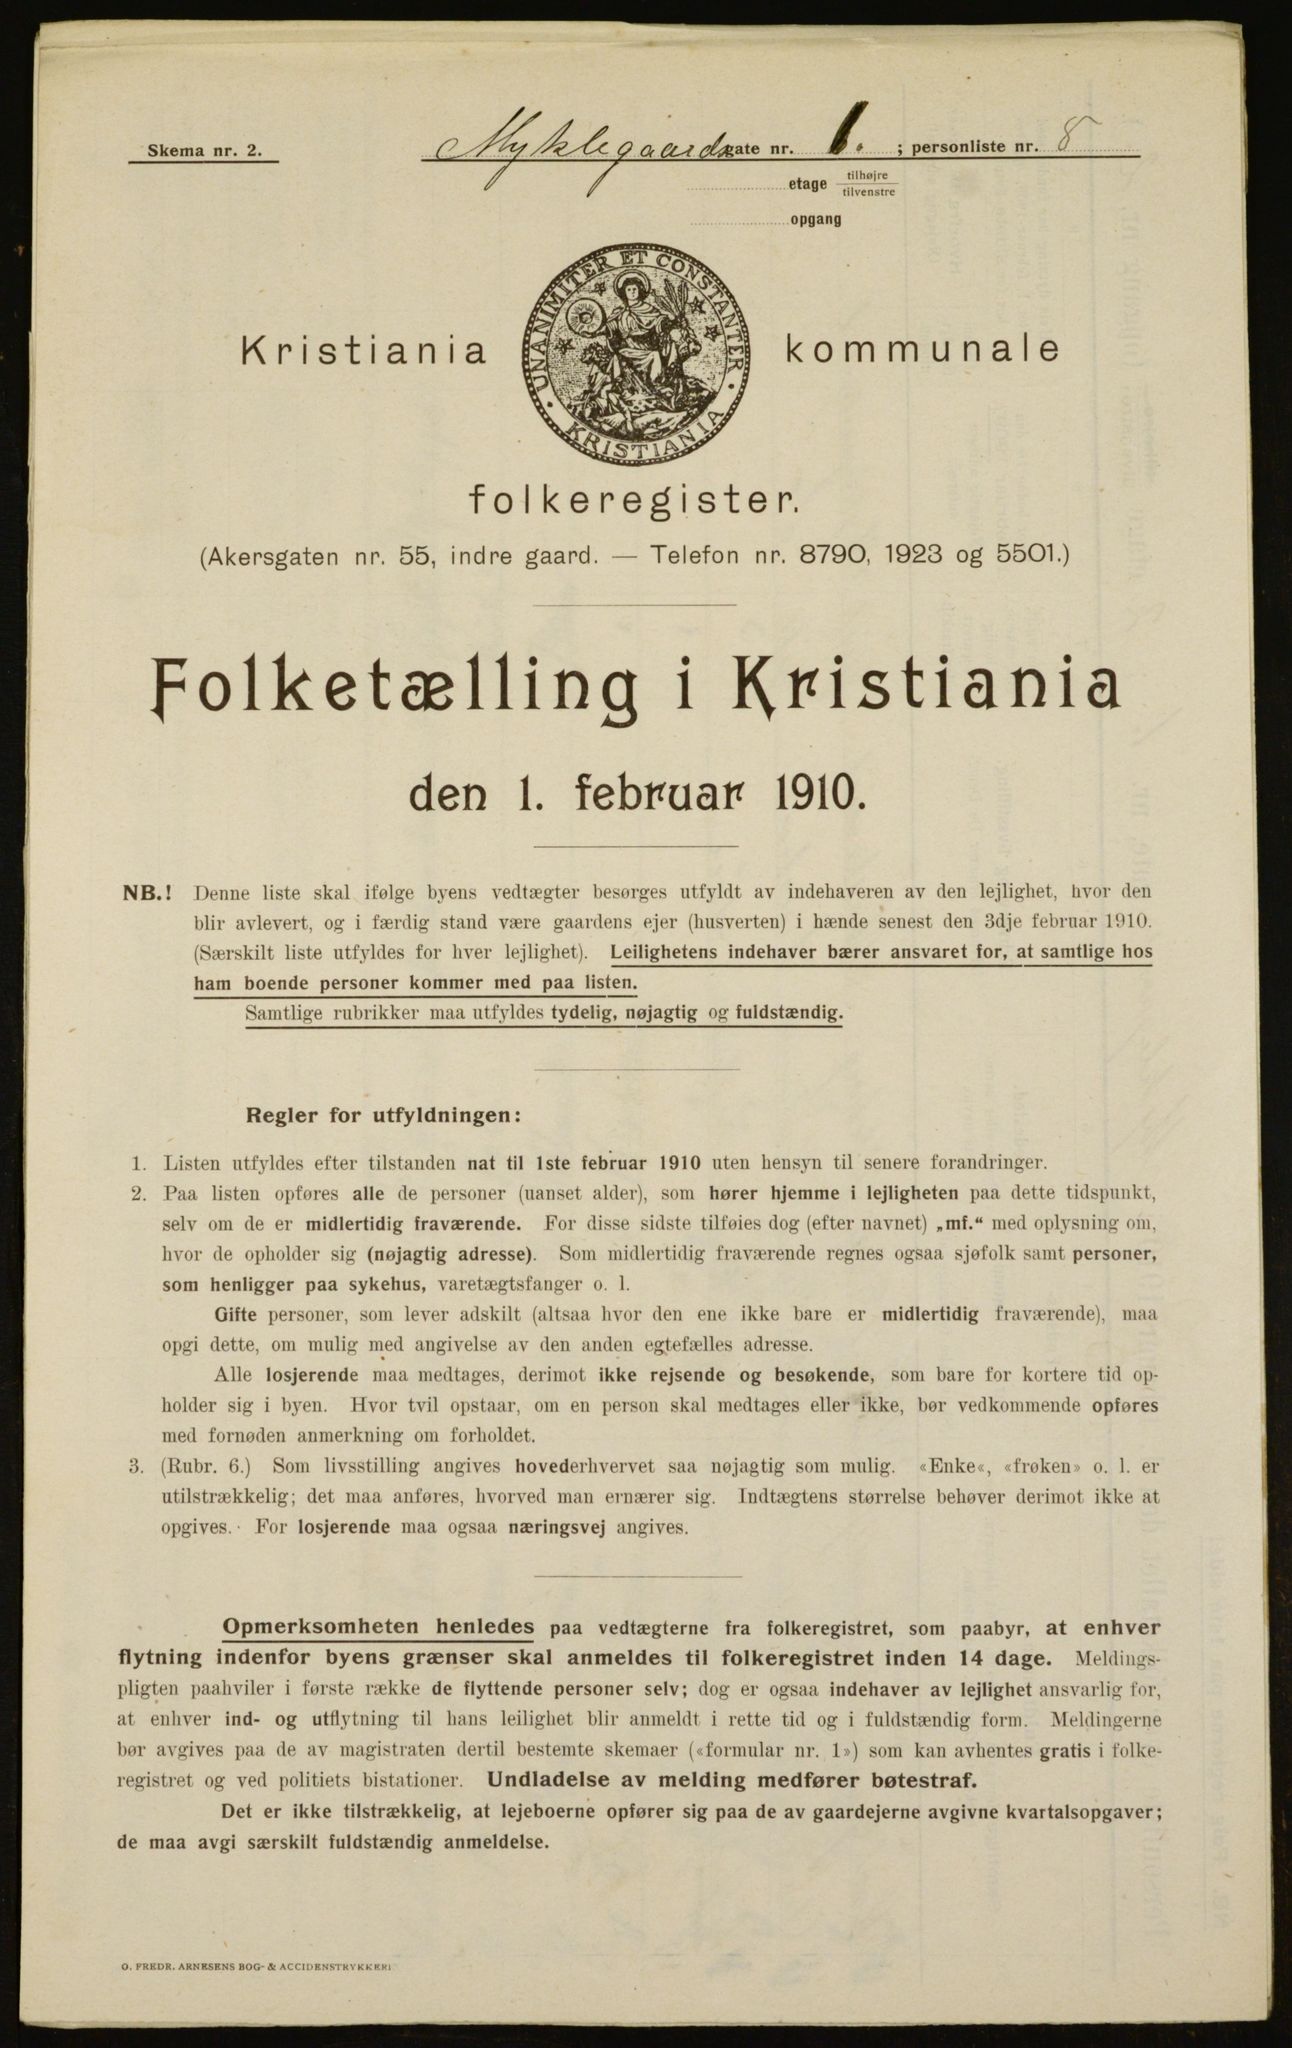 Skema nr. 2. Myklegaards gate nr. ; personliste nr. 8
etage tilhøjre
tilvenstre
opgang
UNANIMITER ET CONSTANTER
KRISTIANIA
Kristiania kommunale
folkeregister.
(Akersgaten nr. 55, indre gaard. — Telefon nr. 8790, 1923 og 5501.)
Folketælling i Kristiania
den 1. februar 1910.
NB.! Denne liste skal ifølge byens vedtægter besørges utfyldt av indehaveren av den lejlighet, hvor den
blir avlevert, og i færdig stand være gaardens ejer (husverten) i hænde senest den 3dje februar 1910.
(Særskilt liste utfyldes for hver lejlighet). Leilighetens indehaver bærer ansvaret for, at samtlige hos
ham boende personer kommer med paa listen.
Samtlige rubrikker maa utfyldes tydelig, nøjagtig og fuldstændig.
Regler for utfyldningen:
1. Listen utfyldes efter tilstanden nat til 1ste februar 1910 uten hensyn til senere forandringer.
2. Paa listen opføres alle de personer (uanset alder), som hører hjemme i lejligheten paa dette tidspunkt,
selv om de er midlertidig fraværende. For disse sidste tilføies dog (efter navnet) „mf.“ med oplysning om,
hvor de opholder sig (nøjagtig adresse). Som midlertidig fraværende regnes ogsaa sjøfolk samt personer,
som henligger paa sykehus, varetægtsfanger o. l.
Gifte personer, som lever adskilt (altsaa hvor den ene ikke bare er midlertidig fraværende), maa
opgi dette, om mulig med angivelse av den anden egtefælles adresse.
Alle losjerende maa medtages, derimot ikke rejsende og besøkende, som bare for kortere tid op-
holder sig i byen. Hvor tvil opstaar, om en person skal medtages eller ikke, bør vedkommende opføres
med fornøden anmerkning om forholdet.
3. (Rubr. 6.) Som livsstilling angives hovederhvervet saa nøjagtig som mulig. «Enke«, «frøken» o. l. er
utilstrækkelig; det maa anføres, hvorved man ernærer sig. Indtægtens størrelse behøver derimot ikke at
opgives. For losjerende maa ogsaa næringsvej angives.
Opmerksomheten henledes paa vedtægterne fra folkeregistret, som paabyr, at enhver
flytning indenfor byens grænser skal anmeldes til folkeregistret inden 14 dage. Meldings-
pligten paahviler i første række de flyttende personer selv; dog er ogsaa indehaver av lejlighet ansvarlig for,
at enhver ind- og utflytning til hans leilighet blir anmeldt i rette tid og i fuldstændig form. Meldingerne
bør avgives paa de av magistraten dertil bestemte skemaer («formular nr. 1») som kan avhentes gratis i folke-
registret og ved politiets bistationer. Undladelse av melding medfører bøtestraf.
Det er ikke tilstrækkelig, at lejeboerne opfører sig paa de av gaardejerne avgivne kvartalsopgaver;
de maa avgi særskilt fuldstændig anmeldelse.
O. FREDR. ARNESENS BOG- & ACCIDENSTRYKKERI